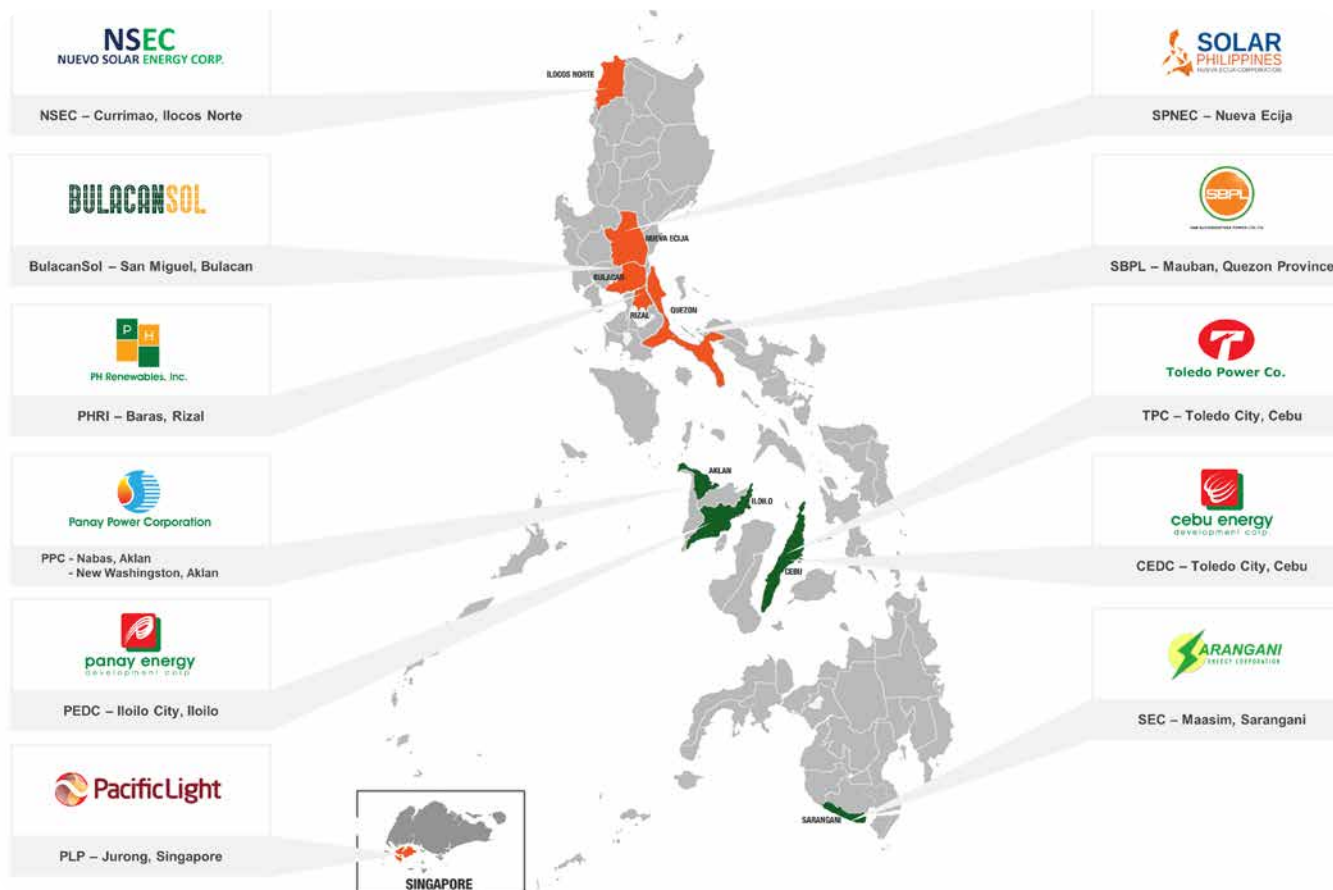 NSEC
NUEVO SOLAR ENERGY CORP.
NSEC – Currimao, Ilocos Norte
BULACANSOL
BulacanSol – San Miguel, Bulacan
P H
PH Renewables, Inc.
PHRI – Baras, Rizal
Panay Power Corporation
PPC - Nabas, Aklan
- New Washingston, Aklan
panay energy
development corp.
PEDC – Iloilo City, Iloilo
PacificLight
PLP – Jurong, Singapore
ILOCOS NORTE
NUEVA ECIJA
BULACAN
RIZAL
QUEZON
AKLAN
ILOILO
CEBU
SARANGANI
SINGAPORE
SOLAR
PHILIPPINES
NUEVA ECIJA CORPORATION
SPNEC – Nueva Ecija
SBPL
SBPL – Mauban, Quezon Province
Toledo Power Co.
TPC – Toledo City, Cebu
cebu energy
development corp.
CEDC – Toledo City, Cebu
SARANGANI
ENERGY CORPORATION
SEC – Maasim, Sarangani